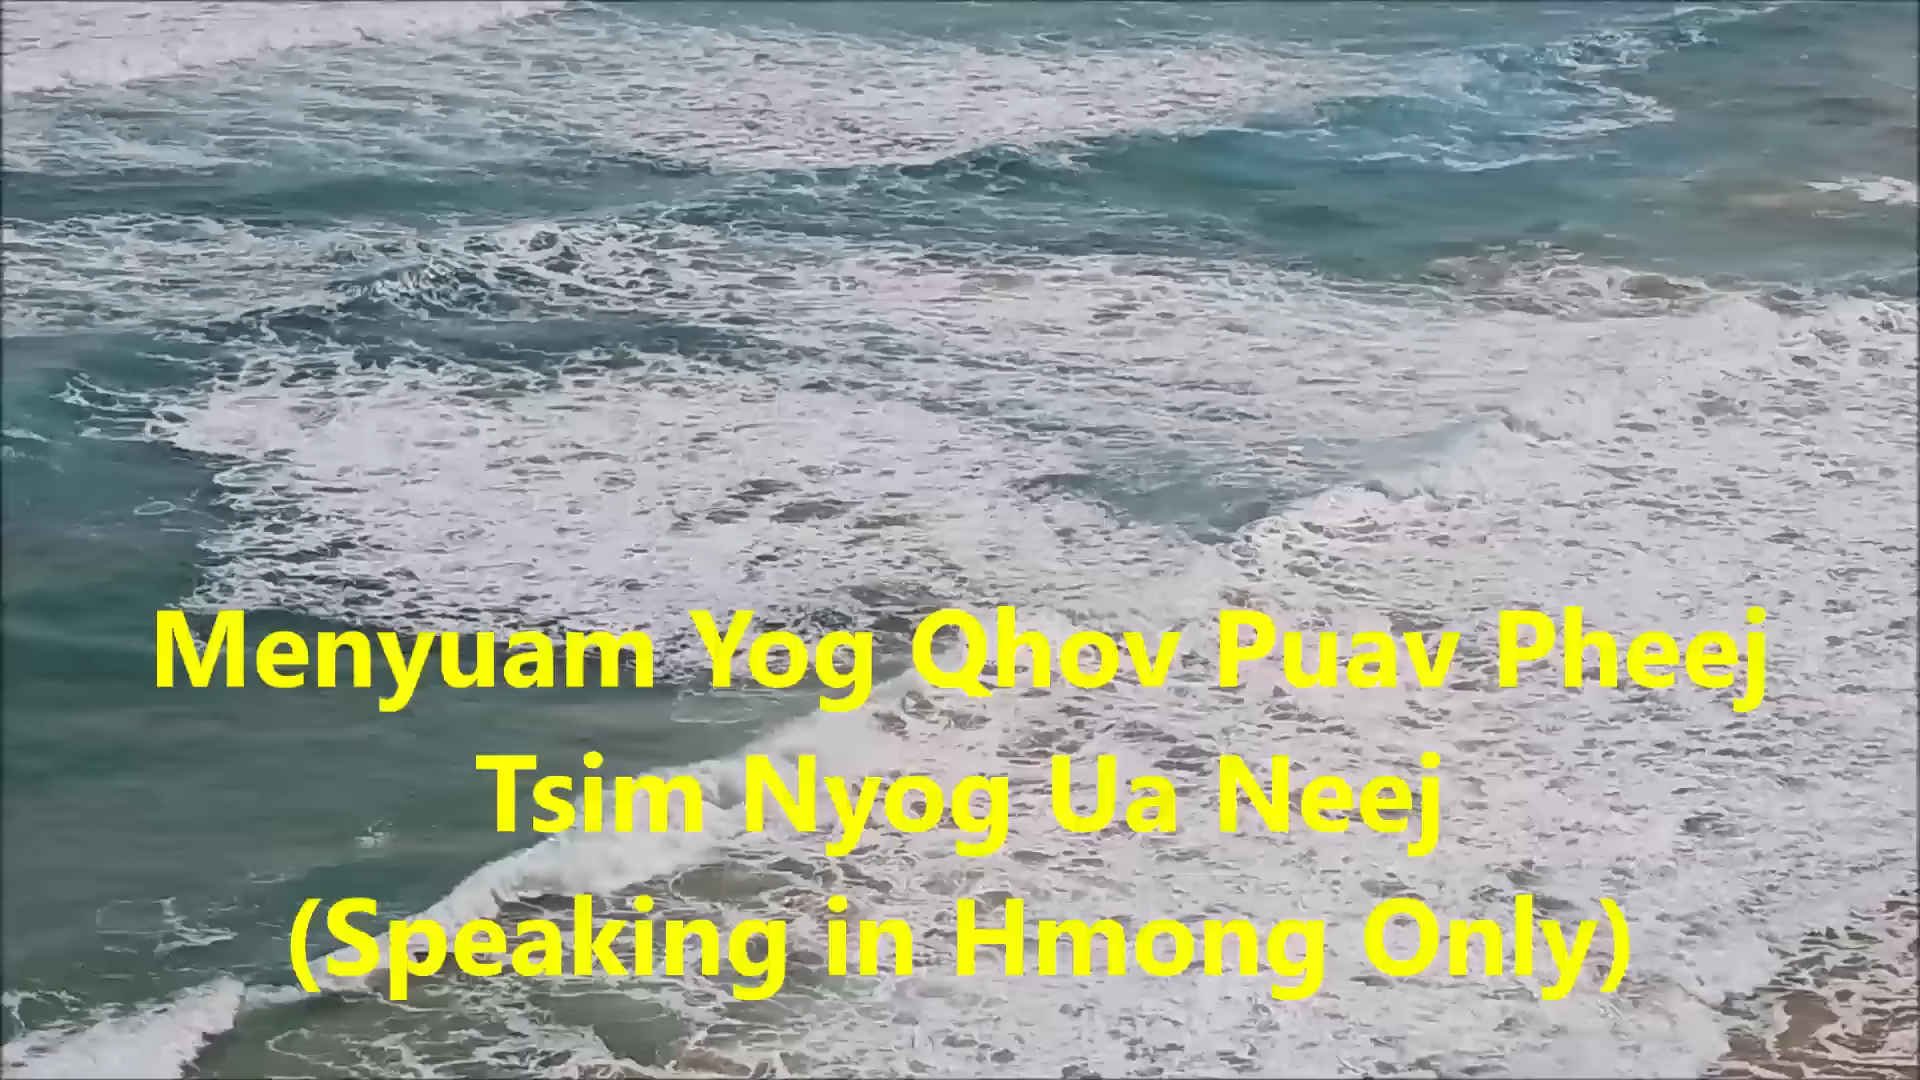 Menyuam Yog Qhov Puav Pheej
Tsim Nyog Ua Neej
(Speaking in Hmong Only)